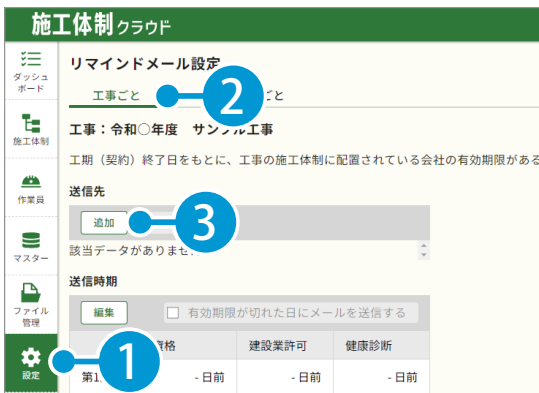 施工体制クラウド
ダッシュ
ボード
施工体制
作業員
マスター
ファイル
管理
設定
リマインドメール設定
工事ごと
ごと
2
工事：令和○年度 サンプル工事
工期（契約）終了日をもとに、工事の施工体制に配置されている会社の有効期限がある
送信先
追加
3
該当データがありませ
送信時期
編集
有効期限が切れた日にメールを送信する
1
資格
建設業許可
健康診断
第1
- 日前
- 日前
- 日前